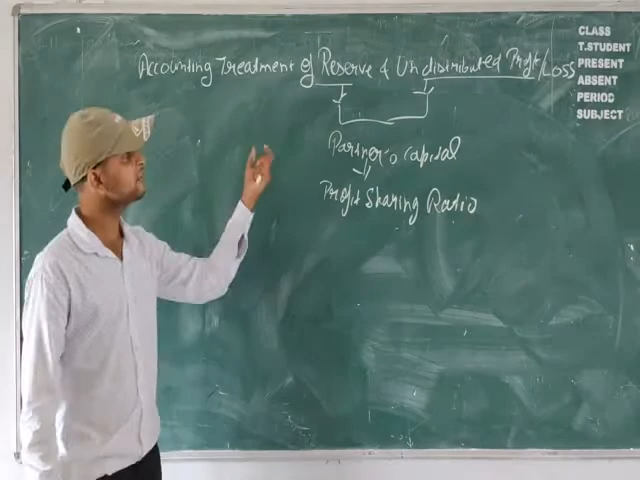 Accounting Treatment of Reserve & Undistributed Profit/Loss
Partner's capital
Profit Sharing Ratio
CLASS
T.STUDENT
PRESENT
ABSENT
PERIOD
SUBJECT